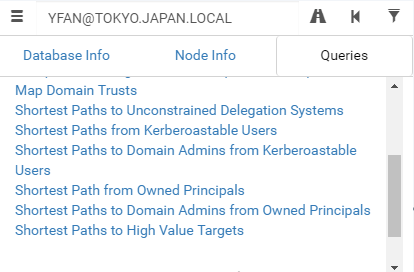 YFAN@TOKYO.JAPAN.LOCAL
Database Info Node Info Queries
Map Domain Trusts
Shortest Paths to Unconstrained Delegation Systems
Shortest Paths from Kerberoastable Users
Shortest Paths to Domain Admins from Kerberoastable
Users
Shortest Path from Owned Principals
Shortest Paths to Domain Admins from Owned Principals
Shortest Paths to High Value Targets